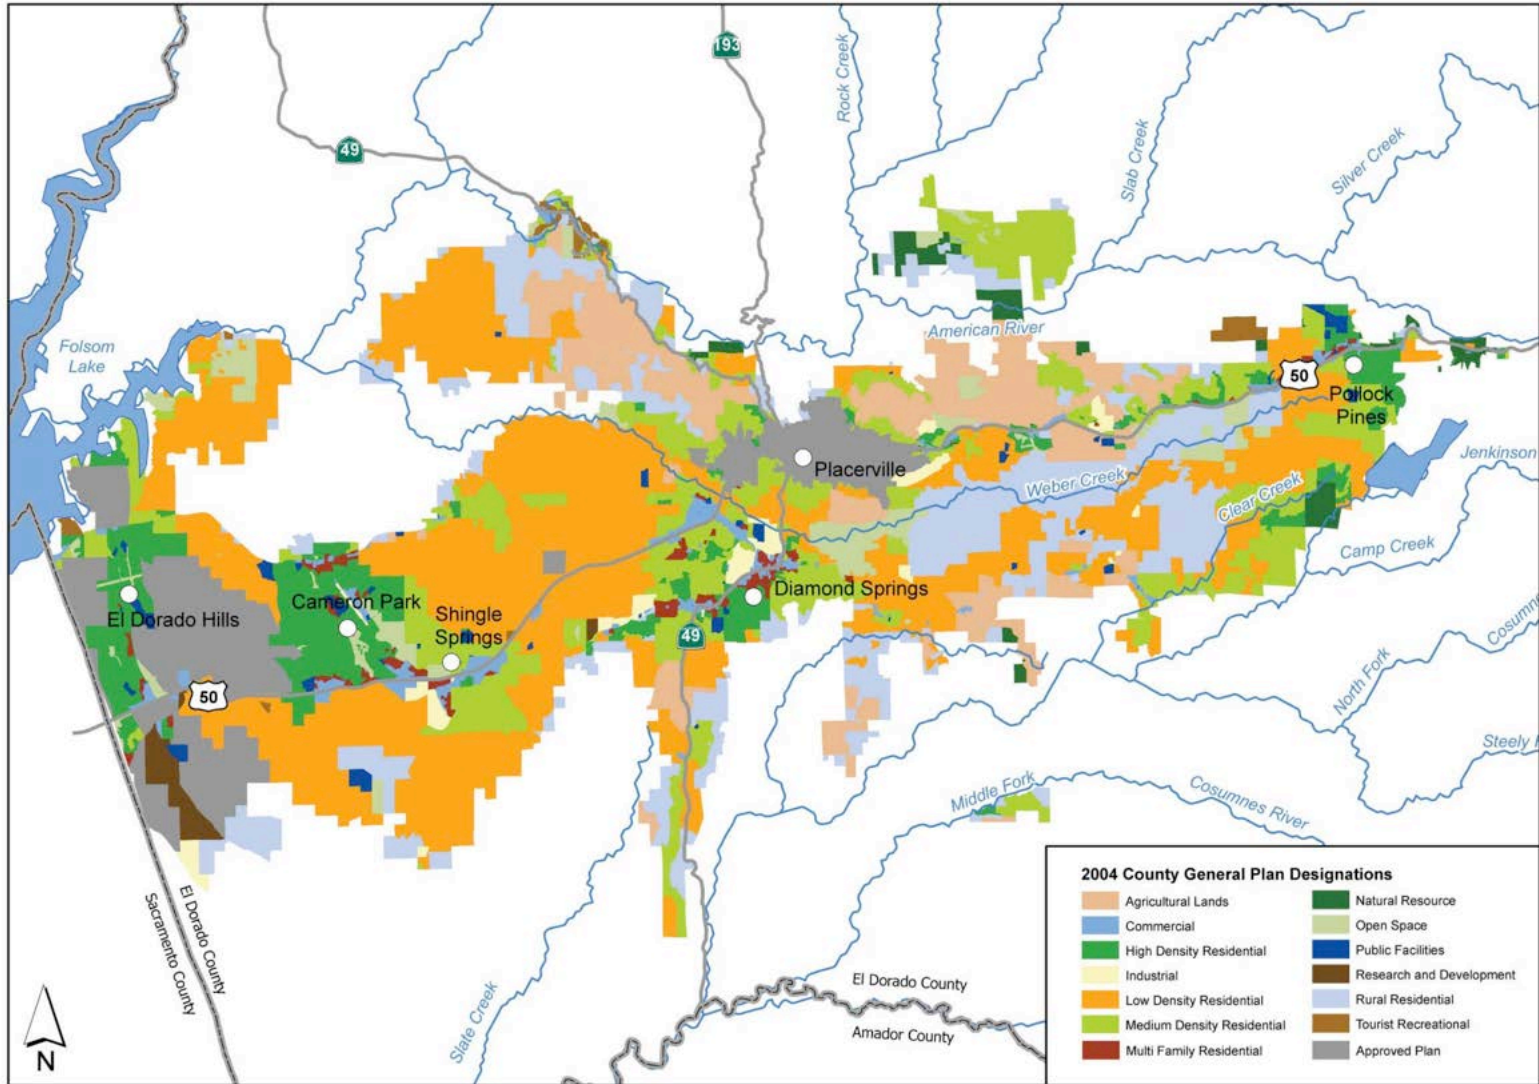 193
Rock Creek
49
Slab Creek
Silver Creek
American River
Folsom
Lake
50
Pollock
Pines
Placerville
Jenkinson
Weber Creek
Clear Creek
Camp Creek
Cameron Park
Diamond Springs
El Dorado Hills
Shingle
Springs
49
50
North Fork
Middle Fork
Cosumnes River
Slate Creek
El Dorado County
Sacramento County
El Dorado County
Amador County
N
2004 County General Plan Designations
Agricultural Lands
Commercial
High Density Residential
Industrial
Low Density Residential
Medium Density Residential
Multi Family Residential
Natural Resource
Open Space
Public Facilities
Research and Development
Rural Residential
Tourist Recreational
Approved Plan